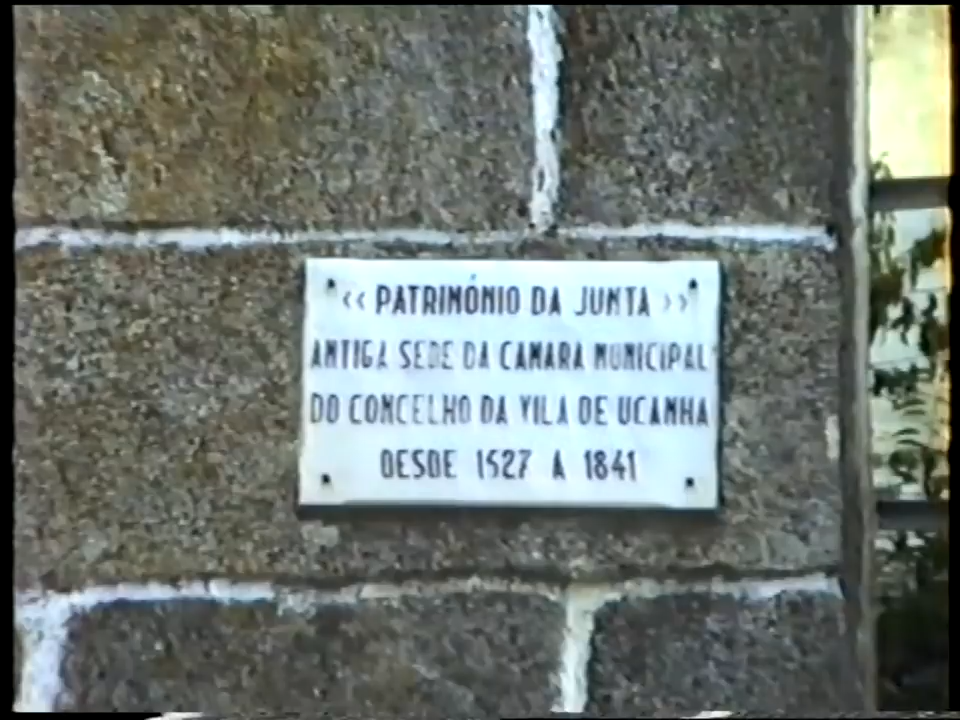 ‹‹ PATRIMÓNIO DA JUNTA ››
ANTIGA SEDE DA CAMARA MUNICIPAL
DO CONCELHO DA VILA DE UCANHA
DESDE 1527 A 1841